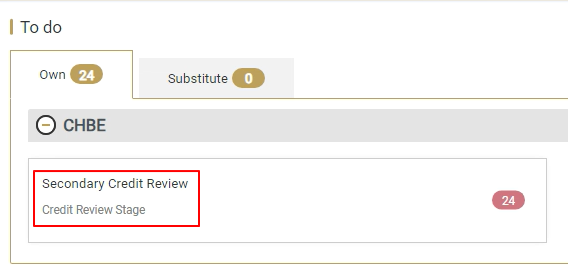 To do
Own 24
Substitute 0
CHBE
Secondary Credit Review
Credit Review Stage
24